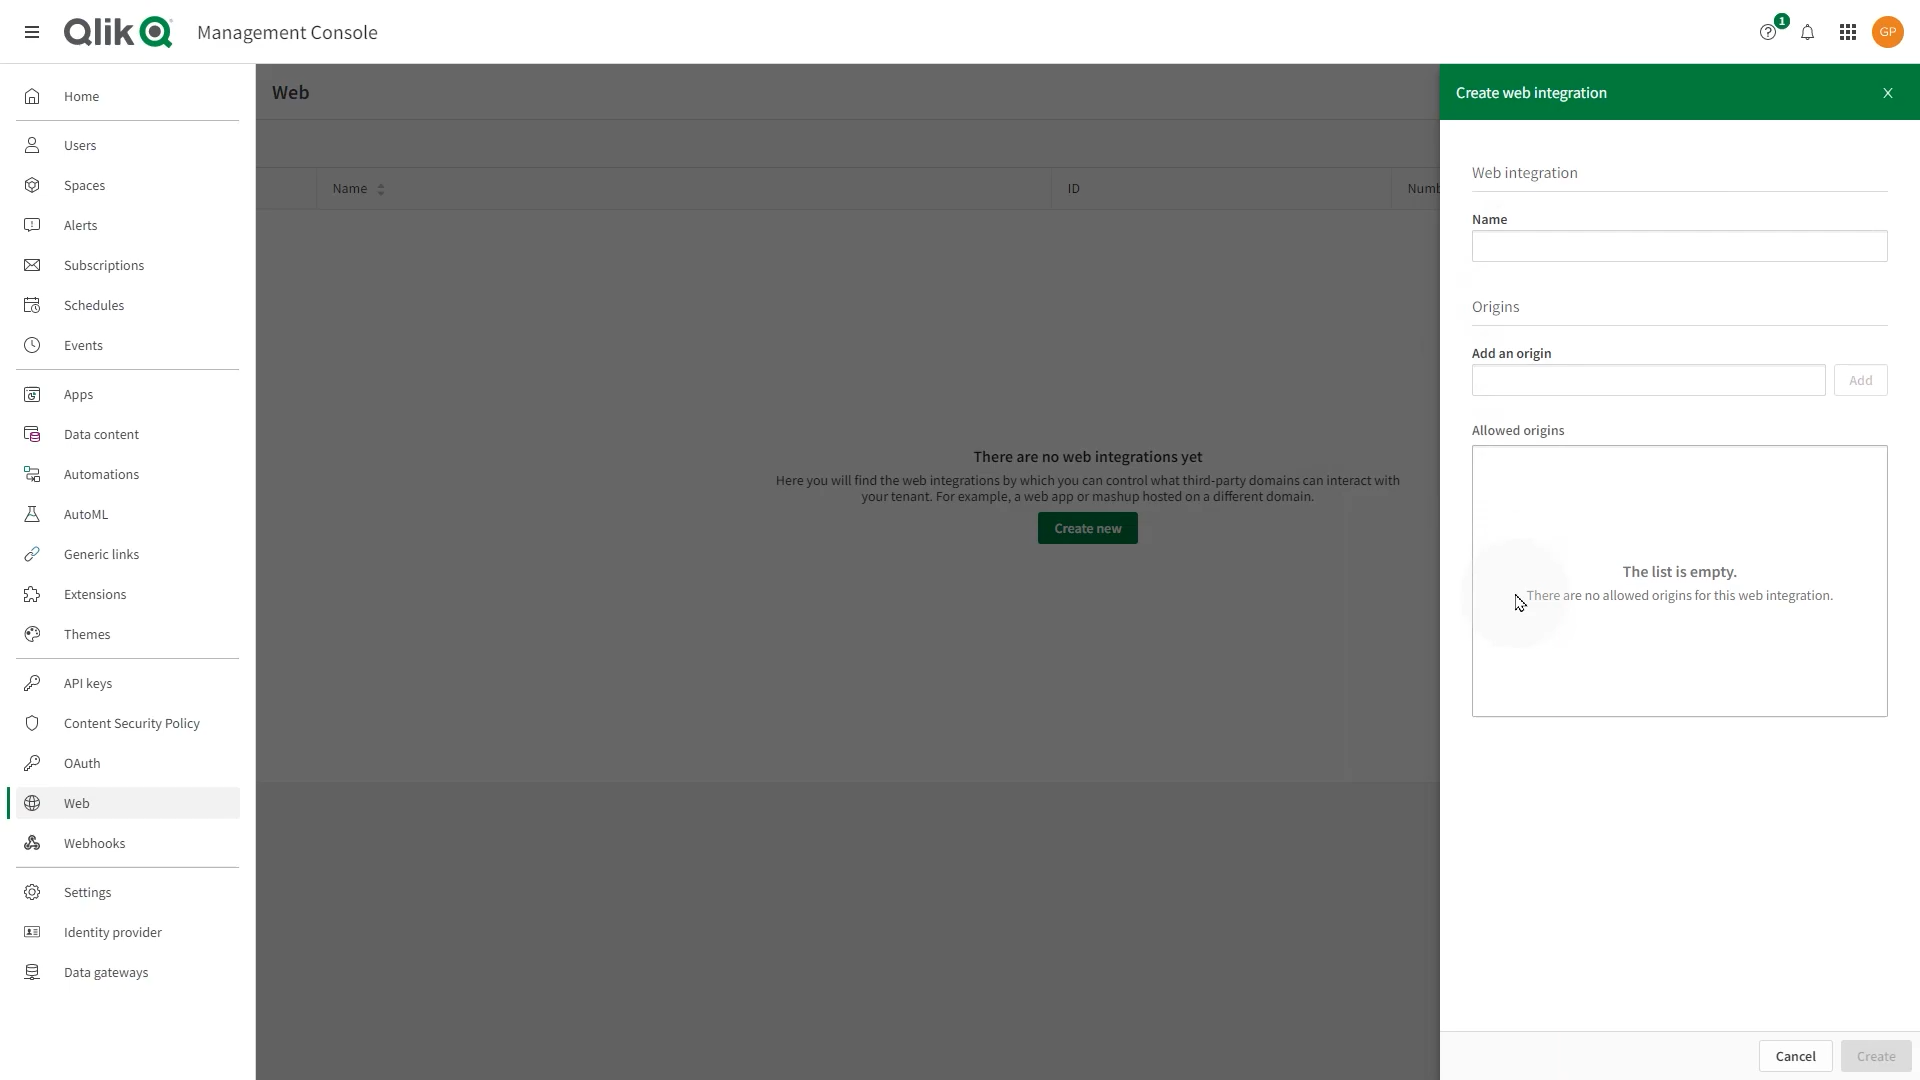 Qlik
Management Console
1
GP
Home
Users
Spaces
Alerts
Subscriptions
Schedules
Events
Apps
Data content
Automations
AutoML
Generic links
Extensions
Themes
API keys
Content Security Policy
OAuth
Web
Webhooks
Settings
Identity provider
Data gateways
Web
Name
ID
Numb
There are no web integrations yet
Here you will find the web integrations by which you can control what third-party domains can interact with
your tenant. For example, a web app or mashup hosted on a different domain.
Create new
Create web integration
Web integration
Name
Origins
Add an origin
Add
Allowed origins
The list is empty.
There are no allowed origins for this web integration.
Cancel
Create